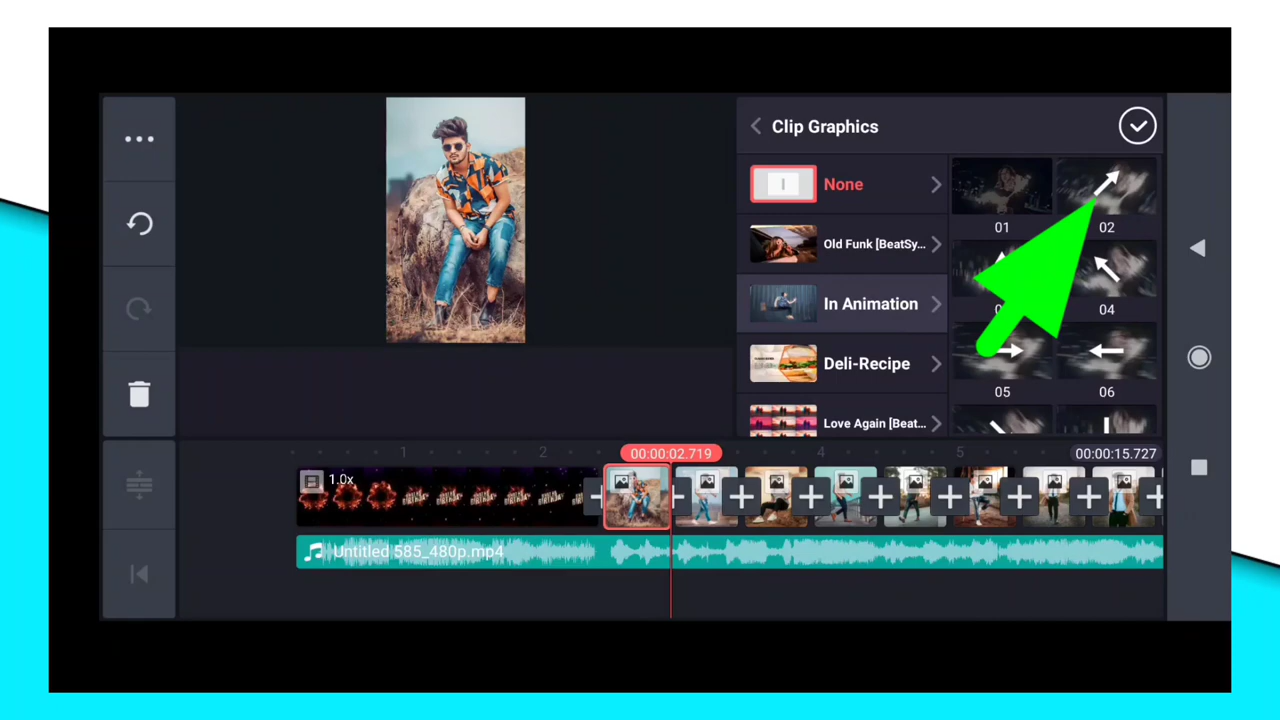 Clip Graphics
None
Old Funk [BeatSy...
In Animation
Deli-Recipe
Love Again [Beat...
01
02
04
05
06
1
2
00:00:02.719
4
5
00:00:15.727
1.0x
Untitled 585_480p.mp4